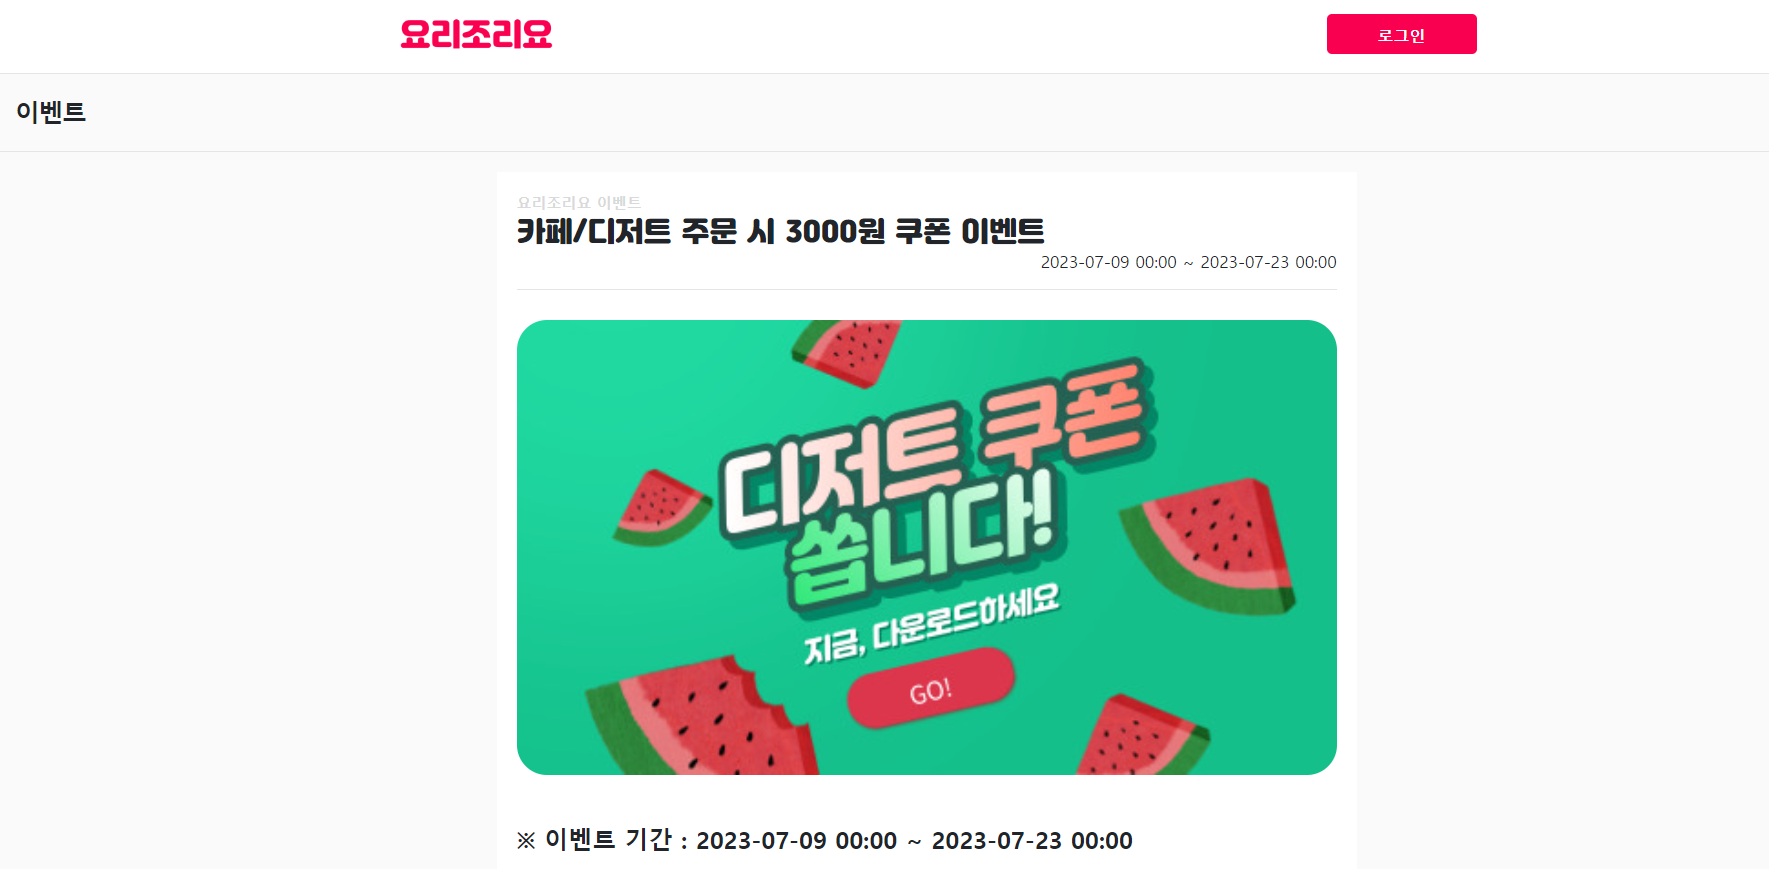 요리조리요
로그인
이벤트
요리조리요 이벤트
카페/디저트 주문 시 3000원 쿠폰 이벤트
2023-07-09 00:00 ~ 2023-07-23 00:00
디저트 쿠폰
쏩니다!
지금, 다운로드하세요
GO!
※ 이벤트 기간 : 2023-07-09 00:00 ~ 2023-07-23 00:00